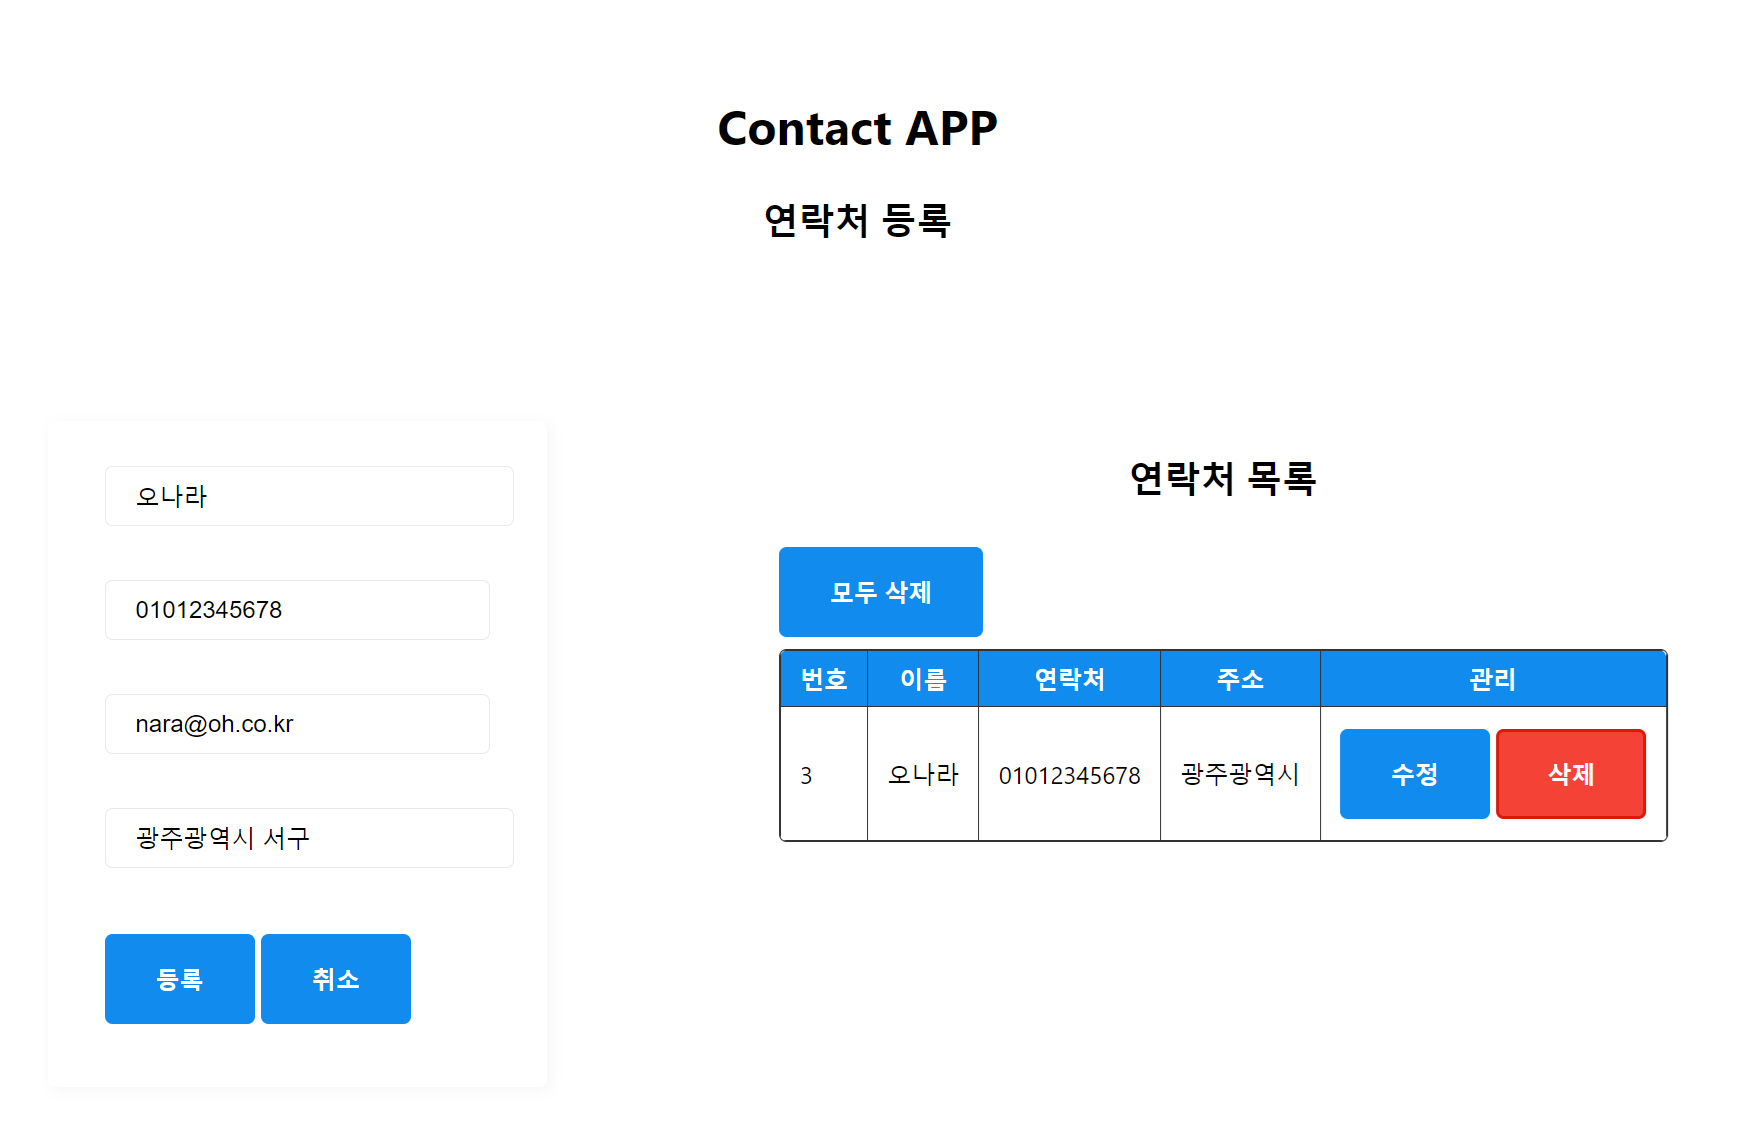 Contact APP
연락처 등록
오나라
01012345678
nara@oh.co.kr
광주광역시 서구
등록 취소
연락처 목록
모두 삭제
번호 이름 연락처 주소 관리
3 오나라 01012345678 광주광역시 수정 삭제